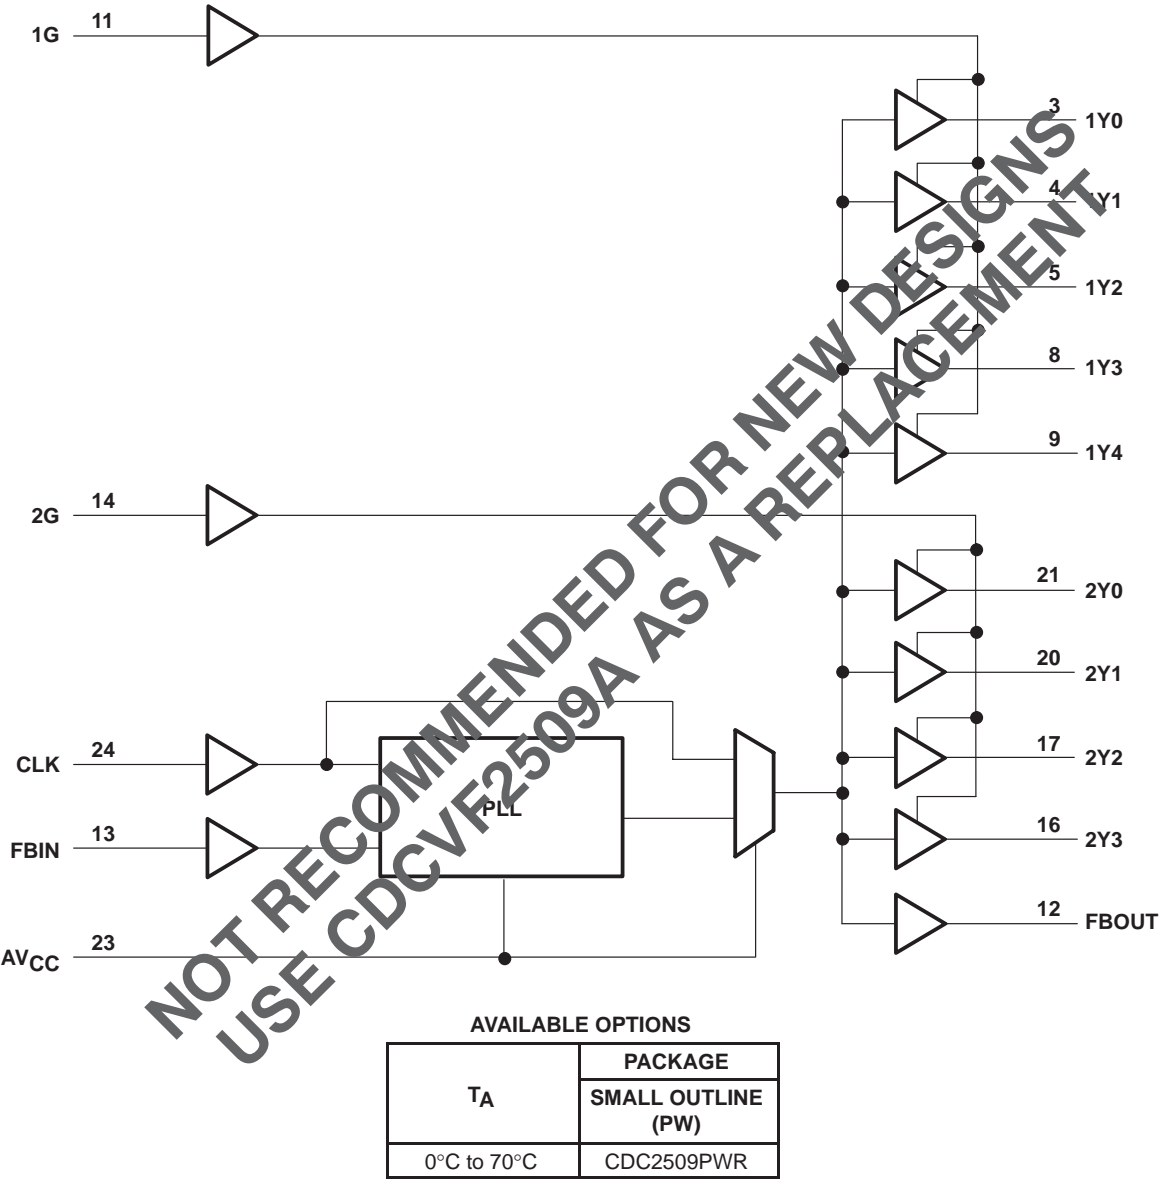 1G 11
3 1Y0
4 1Y1
5 1Y2
8 1Y3
9 1Y4
2G 14
21 2Y0
20 2Y1
CLK 24
17 2Y2
PLL
FBIN 13
16 2Y3
12 FBOUT
AVCC 23
NOT RECOMMENDED FOR NEW DESIGNS
USE CDCVF2509A AS A REPLACEMENT
AVAILABLE OPTIONS
TA
PACKAGE
SMALL OUTLINE
(PW)
0°C to 70°C CDC2509PWR